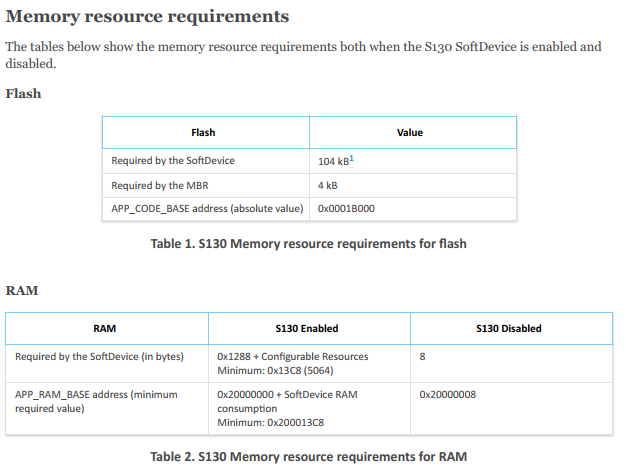 Memory resource requirements
The tables below show the memory resource requirements both when the S130 SoftDevice is enabled and
disabled.
Flash
Flash Value
Required by the SoftDevice 104 kB1
Required by the MBR 4 kB
APP_CODE_BASE address (absolute value) 0x0001B000
Table 1. S130 Memory resource requirements for flash
RAM
RAM S130 Enabled S130 Disabled
Required by the SoftDevice (in bytes) 0x1288 + Configurable Resources 8
Minimum: 0x13C8 (5064)
APP_RAM_BASE address (minimum 0x20000000 + SoftDevice RAM 0x20000008
required value) consumption
Minimum: 0x200013C8
Table 2. S130 Memory resource requirements for RAM